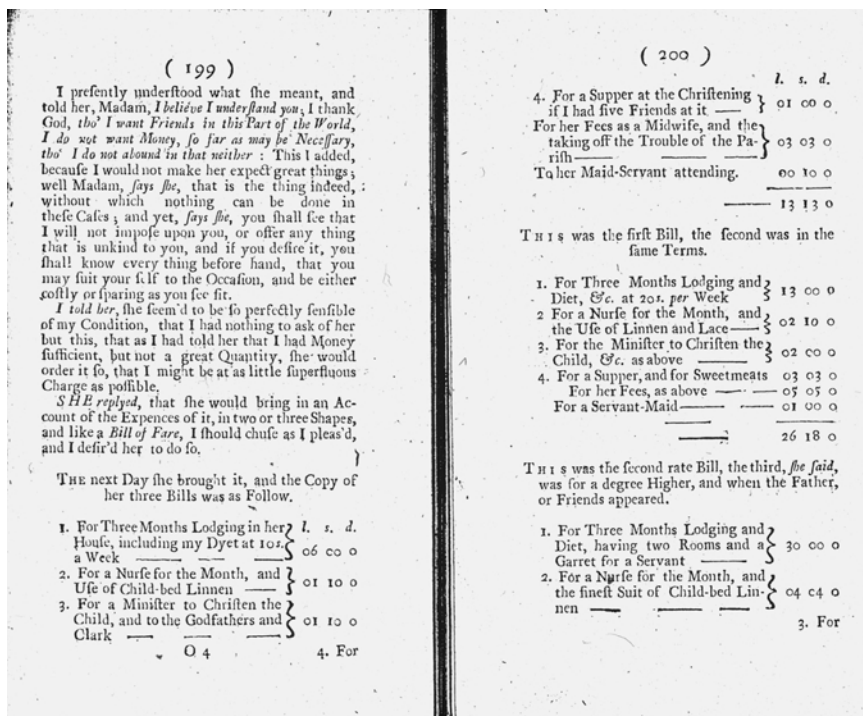 ( 199 )
I preſently underſtood what ſhe meant, and
told her, Madam, I believe I underſtand you; I thank
God, tho' I want Friends in this Part of the World,
I do not want Money, ſo far as may be Neceſſary,
tho' I do not abound in that neither : This I added,
becauſe I would not make her expect great things;
well Madam, ſays ſhe, that is the thing indeed,
without which nothing can be done in
theſe Caſes; and yet, ſays ſhe, you ſhall ſee that
I will not impoſe upon you, or offer any thing
that is unkind to you, and if you deſire it, you
ſhall know every thing before hand, that you
may ſuit your ſelf to the Occaſion, and be either
coſtly or ſparing as you ſee fit.
I told her, ſhe ſeem'd to be ſo perfectly ſenſible
of my Condition, that I had nothing to ask of her
but this, that as I had told her that I had Money
ſufficient, but not a great Quantity, ſhe would
order it ſo, that I might be at as little ſuperfluous
Charge as poſſible.
SHE replyed, that ſhe would bring in an Ac-
count of the Expences of it, in two or three Shapes,
and like a Bill of Fare, I ſhould chuſe as I pleas'd,
and I deſir'd her to do ſo.
THE next Day ſhe brought it, and the Copy of
her three Bills was as Follow.
1. For Three Months Lodging in her l. s. d.
Houſe, including my Dyet at 10s.
a Week — — — 06 00 0
2. For a Nurſe for the Month, and
Uſe of Child-bed Linnen — 01 10 0
3. For a Miniſter to Chriſten the
Child, and to the Godfathers and 01 10 0
Clark — — —
O 4 4. For
( 200 )
l. s. d.
4. For a Supper at the Chriſtening
if I had five Friends at it — 01 00 0
For her Fees as a Midwife, and the
taking off the Trouble of the Pa- 03 03 0
riſh — —
To her Maid-Servant attending. 00 10 0
— 13 13 0
THIS was the firſt Bill, the ſecond was in the
ſame Terms.
1. For Three Months Lodging and
Diet, &c. at 20s. per Week 13 00 0
2 For a Nurſe for the Month, and
the Uſe of Linnen and Lace — 02 10 0
3. For the Miniſter to Chriſten the
Child, &c. as above — 02 00 0
4. For a Supper, and for Sweetmeats 03 03 0
For her Fees, as above — — 05 05 0
For a Servant-Maid — — 01 00 0
— 26 18 0
THIS was the ſecond rate Bill, the third, ſhe ſaid,
was for a degree Higher, and when the Father,
or Friends appeared.
1. For Three Months Lodging and
Diet, having two Rooms and a 30 00 0
Garret for a Servant —
2. For a Nurſe for the Month, and
the fineſt Suit of Child-bed Lin- 04 04 0
nen — — —
3. For